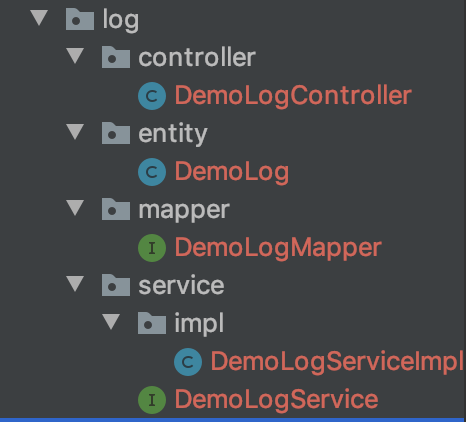 log
controller
C DemoLogController
entity
C DemoLog
mapper
I DemoLogMapper
service
impl
C DemoLogServiceImpl
I DemoLogService